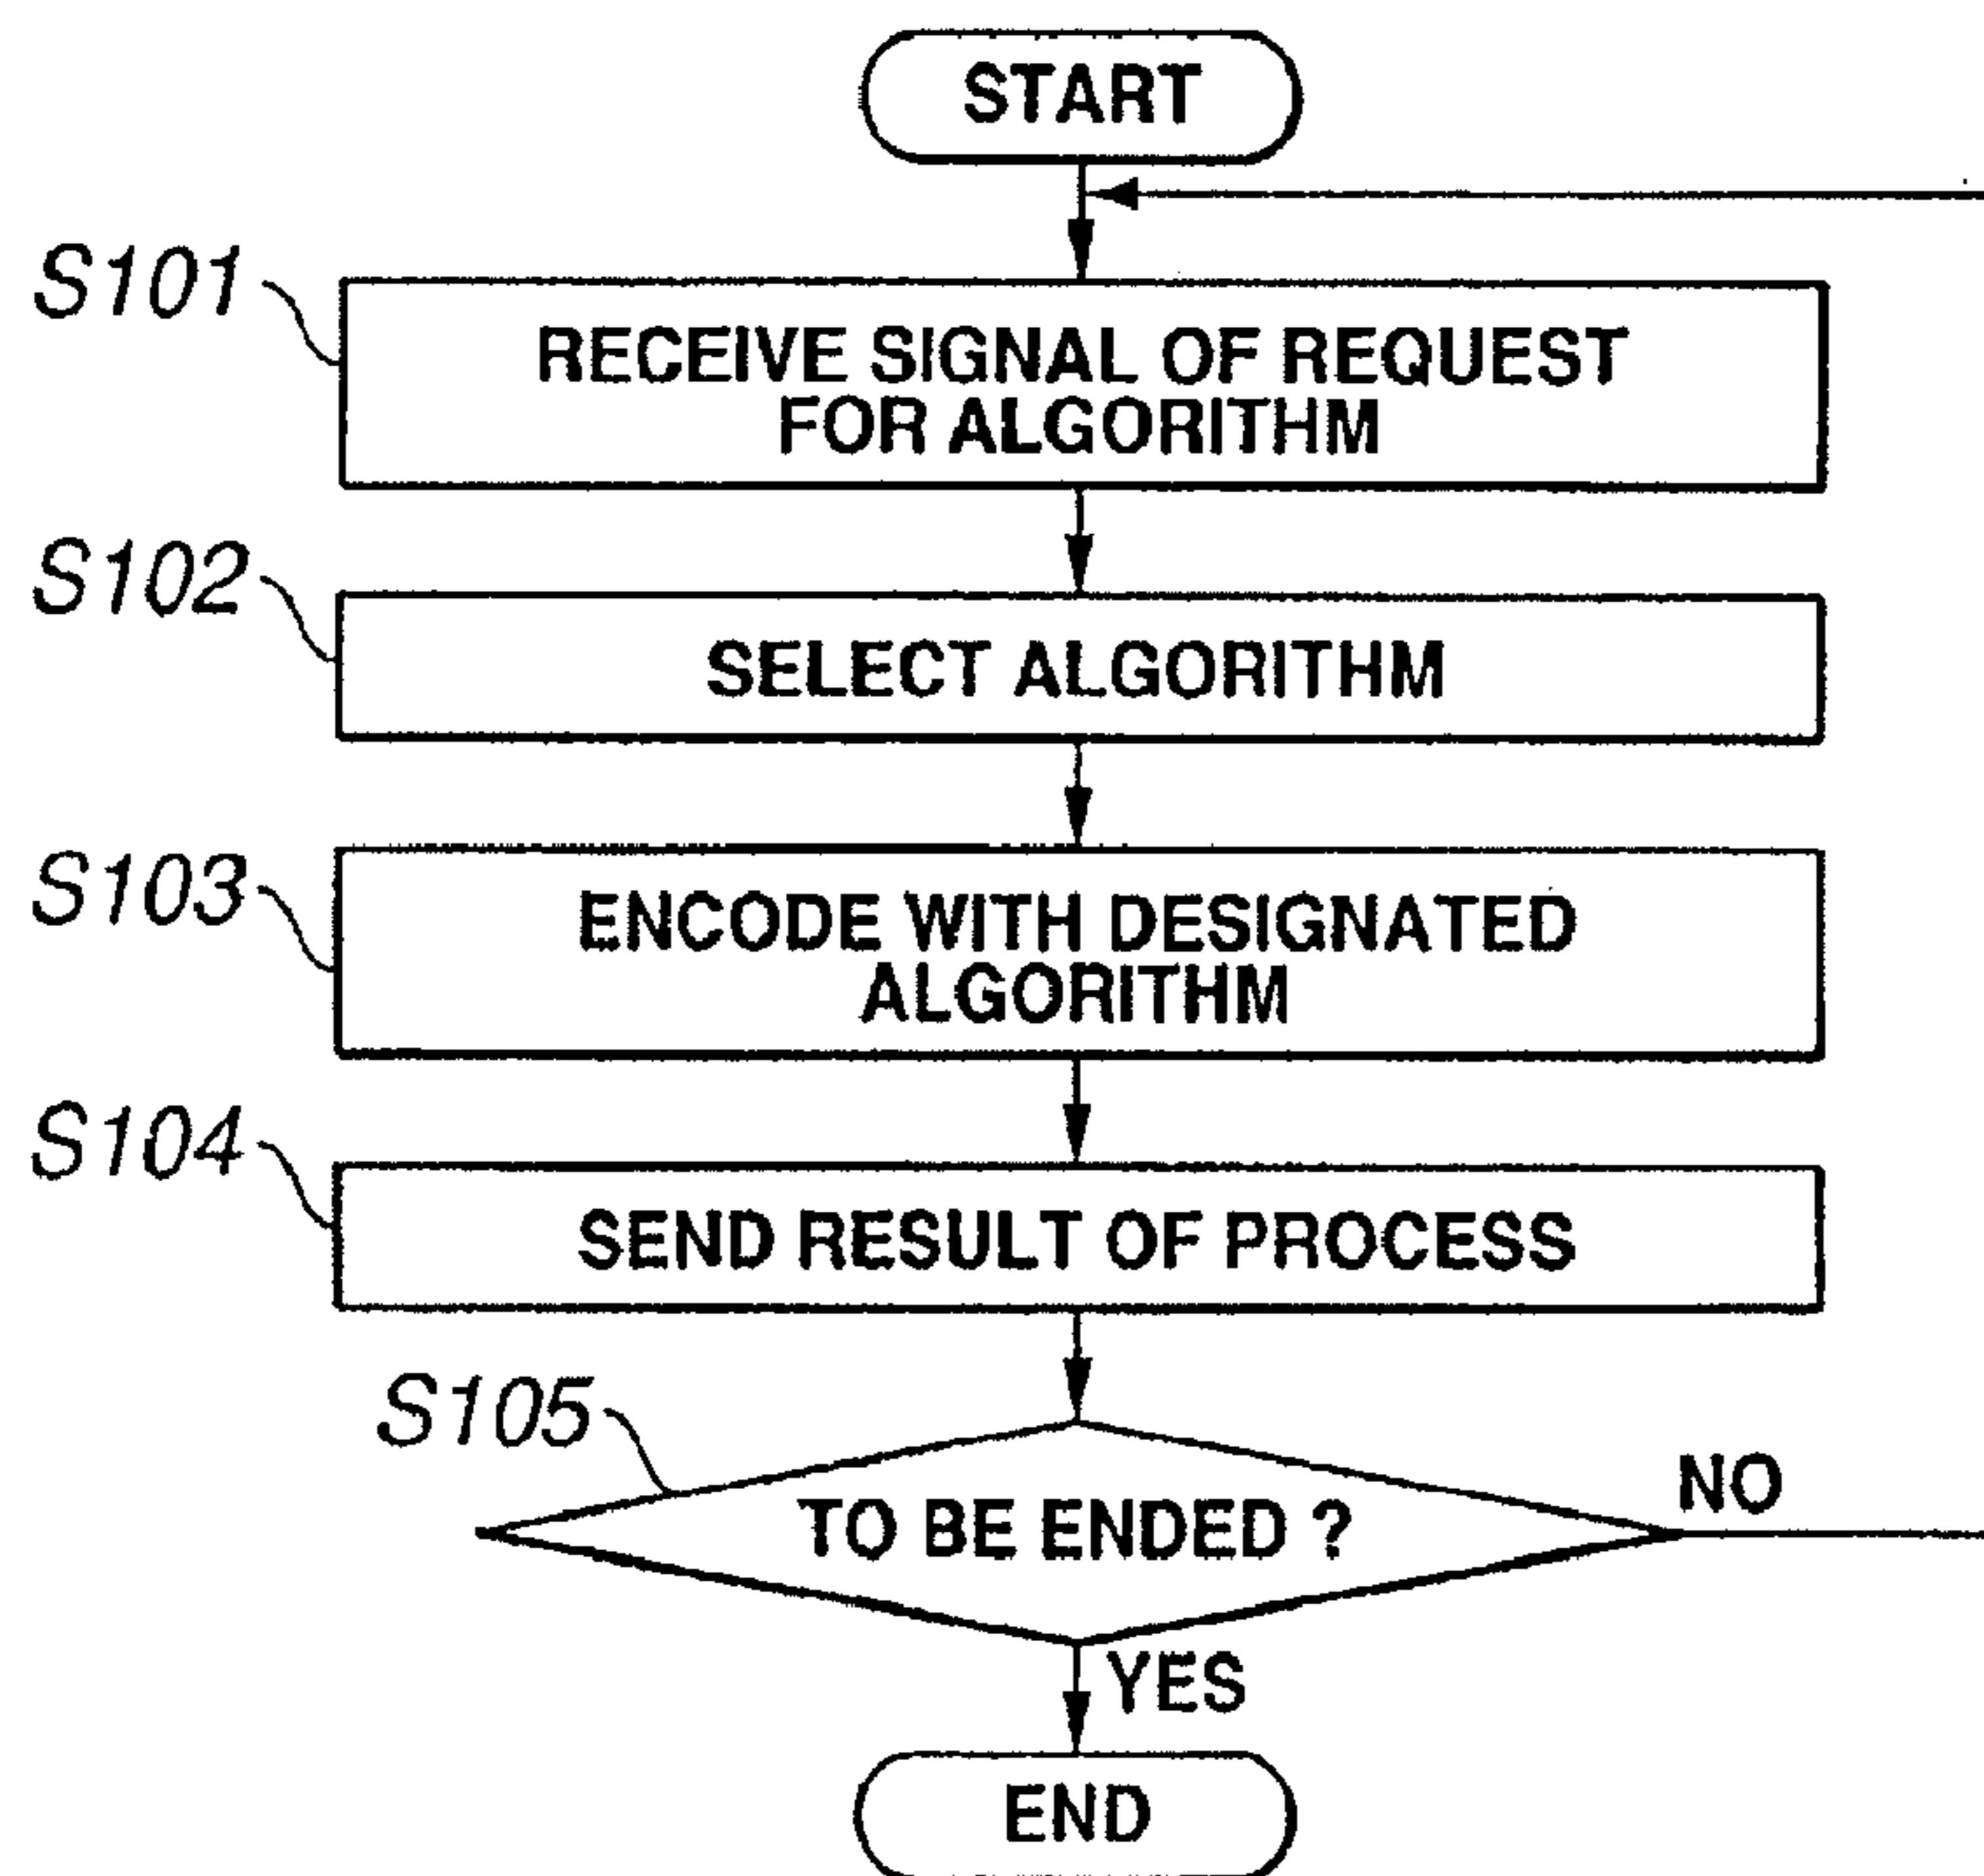 START
S101
RECEIVE SIGNAL OF REQUEST
FOR ALGORITHM
S102
SELECT ALGORITHM
S103
ENCODE WITH DESIGNATED
ALGORITHM
S104
SEND RESULT OF PROCESS
S105
TO BE ENDED ?
NO
YES
END